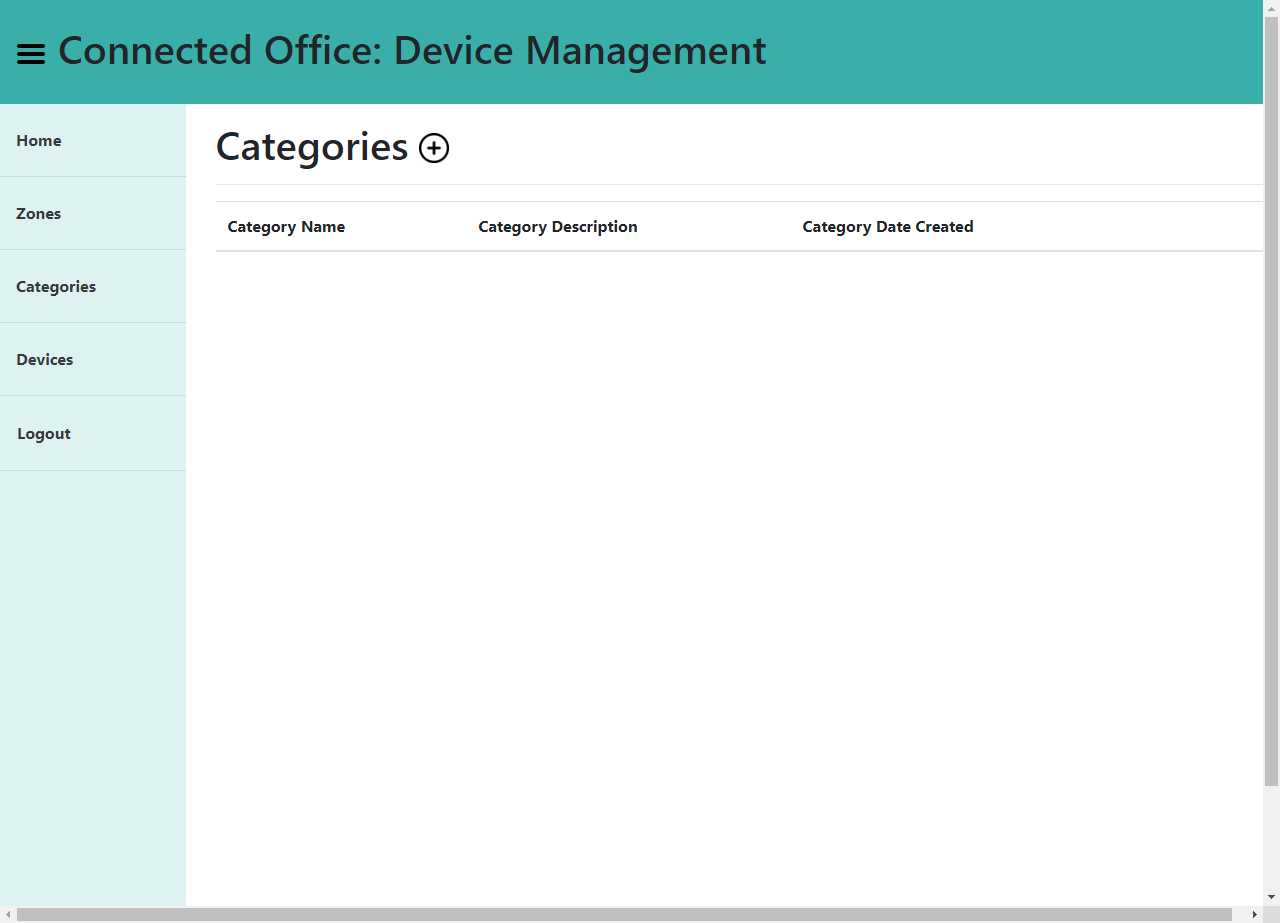 Connected Office: Device Management
Home
Zones
Categories
Devices
Logout
Categories
Category Name Category Description Category Date Created